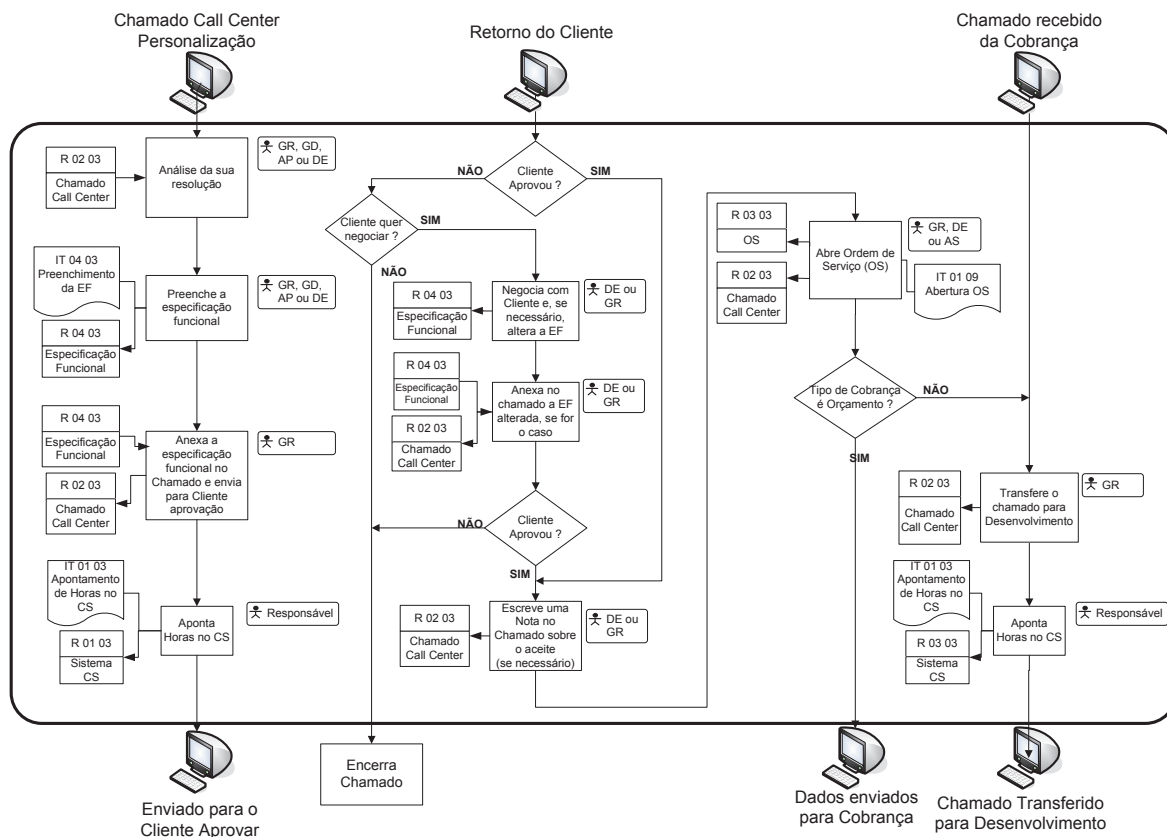 Chamado Call Center
Personalização
Retorno do Cliente
Chamado recebido
da Cobrança
R 02 03
Chamado
Call Center
Análise da sua
resolução
GR, GD,
AP ou DE
IT 04 03
Preenchimento
da EF
R 04 03
Especificação
Funcional
Preenche a
especificação
funcional
GR, GD,
AP ou DE
R 04 03
Especificação
Funcional
R 02 03
Chamado
Call Center
Anexa a
especificação
funcional no
Chamado e envia
para Cliente
aprovação
GR
IT 01 03
Apontamento
de Horas no
CS
R 01 03
Sistema
CS
Aponta
Horas no CS
Responsável
Enviado para o
Cliente Aprovar
NÃO
Cliente
Aprovou ?
SIM
Cliente quer
negociar ?
SIM
NÃO
R 04 03
Especificação
Funcional
Negocia com
Cliente e, se
necessário,
altera a EF
DE ou
GR
R 04 03
Especificação
Funcional
R 02 03
Chamado
Call Center
Anexa no
chamado a EF
alterada, se for
o caso
DE ou
GR
NÃO
Cliente
Aprovou ?
SIM
R 02 03
Chamado
Call Center
Escreve uma
Nota no
Chamado sobre
o aceite
(se necessário)
DE ou
GR
Encerra
Chamado
R 03 03
OS
R 02 03
Chamado
Call Center
Abre Ordem de
Serviço (OS)
GR, DE
ou AS
IT 01 09
Abertura OS
Tipo de Cobrança
é Orçamento ?
NÃO
SIM
R 02 03
Chamado
Call Center
Transfere o
chamado para
Desenvolvimento
GR
IT 01 03
Apontamento
de Horas no
CS
R 03 03
Sistema
CS
Aponta
Horas no CS
Responsável
Dados enviados
para Cobrança
Chamado Transferido
para Desenvolvimento